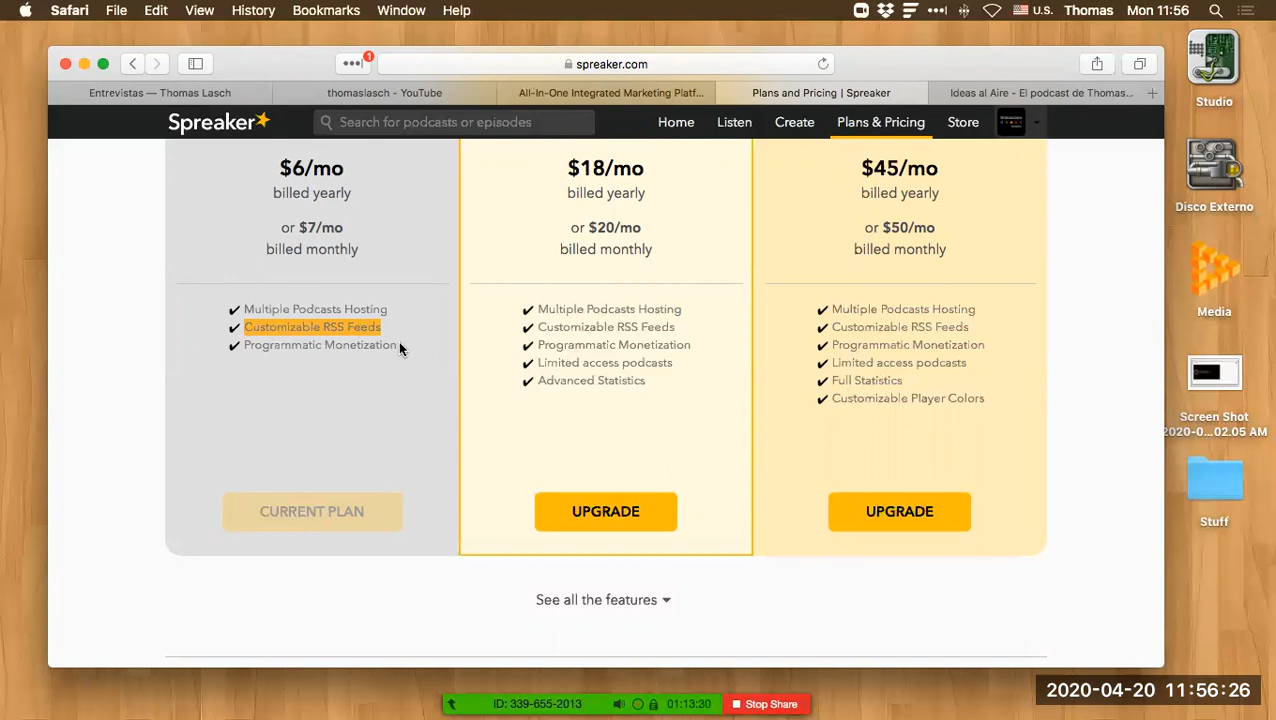 Safari File Edit View History Bookmarks Window Help U.S. Thomas Mon 11:56
1
spreaker.com
Entrevistas — Thomas Lasch
thomaslasch - YouTube
All-In-One Integrated Marketing Platf...
Plans and Pricing | Spreaker
Ideas al Aire - El podcast de Thomas...
Spreaker
Search for podcasts or episodes
Home Listen Create Plans & Pricing Store
$6/mo
billed yearly
or $7/mo
billed monthly
✔ Multiple Podcasts Hosting
✔ Customizable RSS Feeds
✔ Programmatic Monetization
CURRENT PLAN
$18/mo
billed yearly
or $20/mo
billed monthly
✔ Multiple Podcasts Hosting
✔ Customizable RSS Feeds
✔ Programmatic Monetization
✔ Limited access podcasts
✔ Advanced Statistics
UPGRADE
$45/mo
billed yearly
or $50/mo
billed monthly
✔ Multiple Podcasts Hosting
✔ Customizable RSS Feeds
✔ Programmatic Monetization
✔ Limited access podcasts
✔ Full Statistics
✔ Customizable Player Colors
UPGRADE
See all the features
Studio
Disco Externo
Media
Screen Shot
2020-0...02.05 AM
Stuff
ID: 339-655-2013 01:13:30 Stop Share
2020-04-20 11:56:26